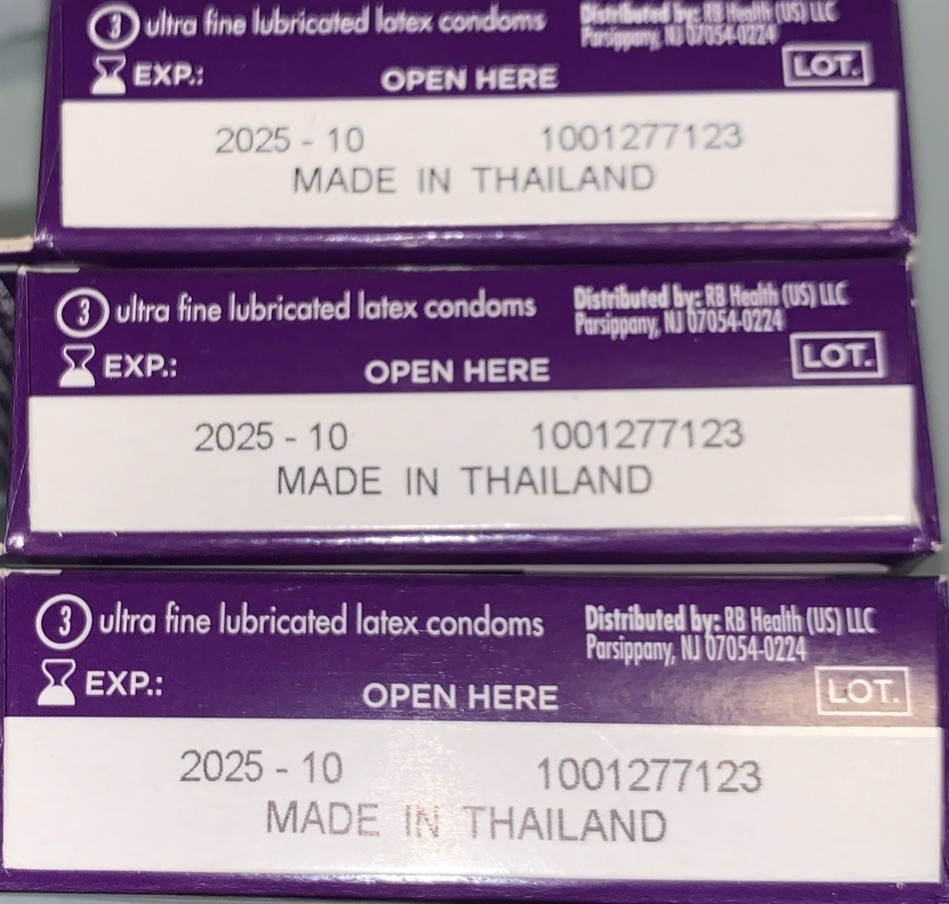 3 ultra fine lubricated latex condoms
Distributed by: RB Health (US) LLC
Parsippany, NJ 07054-0224
EXP.: OPEN HERE LOT.
2025 - 10 1001277123
MADE IN THAILAND
3 ultra fine lubricated latex condoms
Distributed by: RB Health (US) LLC
Parsippany, NJ 07054-0224
EXP.: OPEN HERE LOT.
2025 - 10 1001277123
MADE IN THAILAND
3 ultra fine lubricated latex condoms
Distributed by: RB Health (US) LLC
Parsippany, NJ 07054-0224
EXP.: OPEN HERE LOT.
2025 - 10 1001277123
MADE IN THAILAND